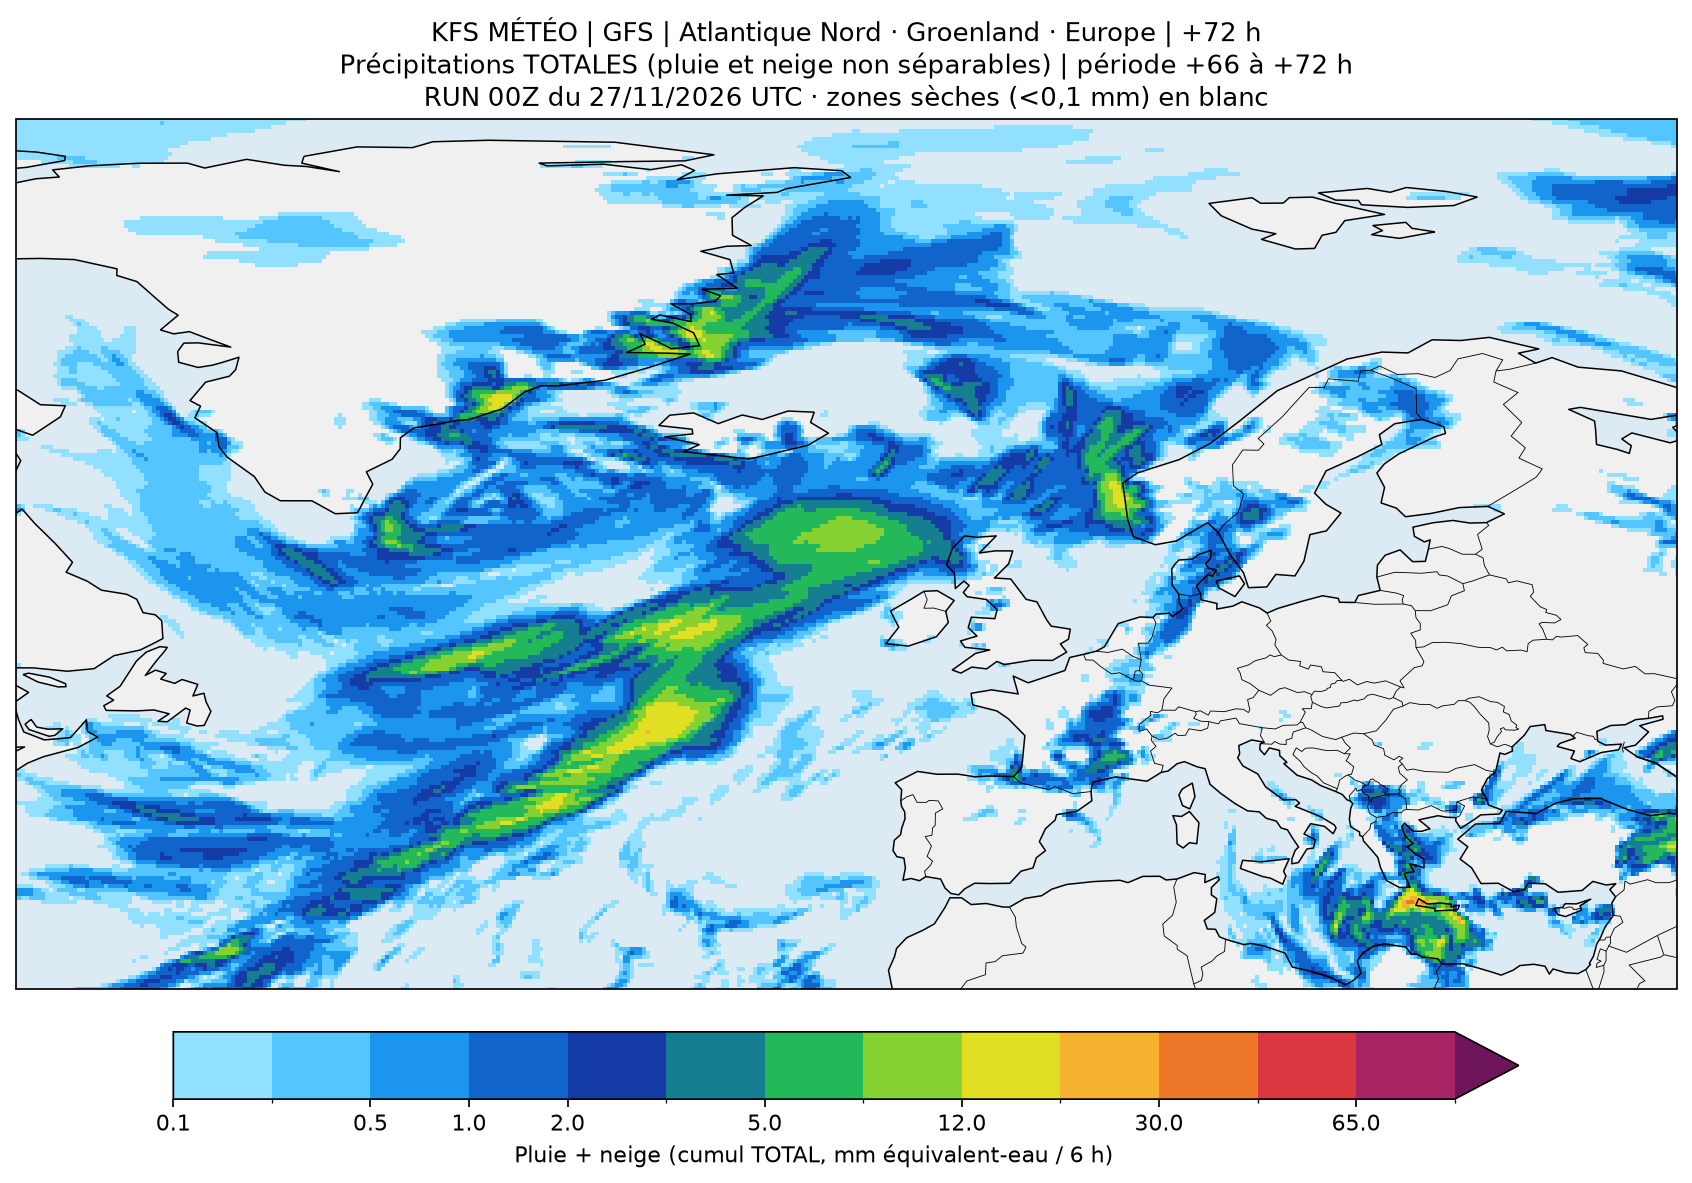 KFS MÉTÉO | GFS | Atlantique Nord · Groenland · Europe | +72 h
Précipitations TOTALES (pluie et neige non séparables) | période +66 à +72 h
RUN 00Z du 27/11/2026 UTC · zones sèches (<0,1 mm) en blanc
0.1 0.5 1.0 2.0 5.0 12.0 30.0 65.0
Pluie + neige (cumul TOTAL, mm équivalent-eau / 6 h)